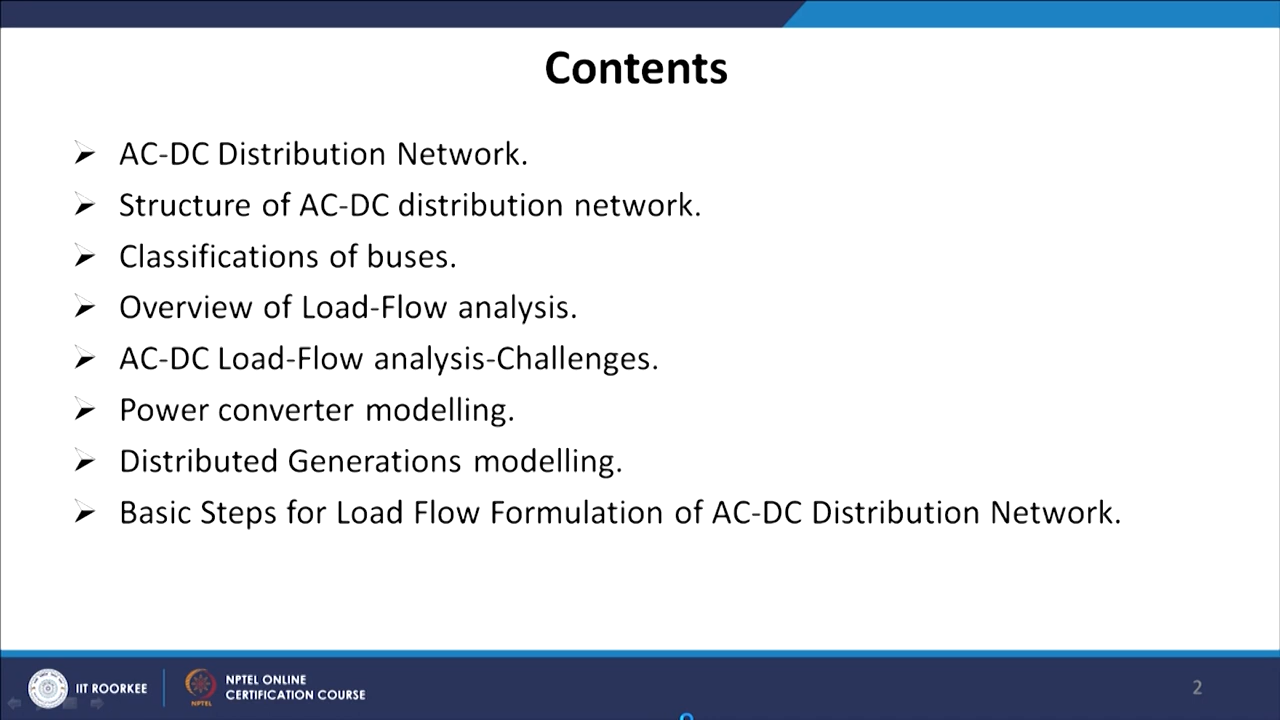 Contents
AC-DC Distribution Network.
Structure of AC-DC distribution network.
Classifications of buses.
Overview of Load-Flow analysis.
AC-DC Load-Flow analysis-Challenges.
Power converter modelling.
Distributed Generations modelling.
Basic Steps for Load Flow Formulation of AC-DC Distribution Network.
IIT ROORKEE
NPTEL
NPTEL ONLINE
CERTIFICATION COURSE
2